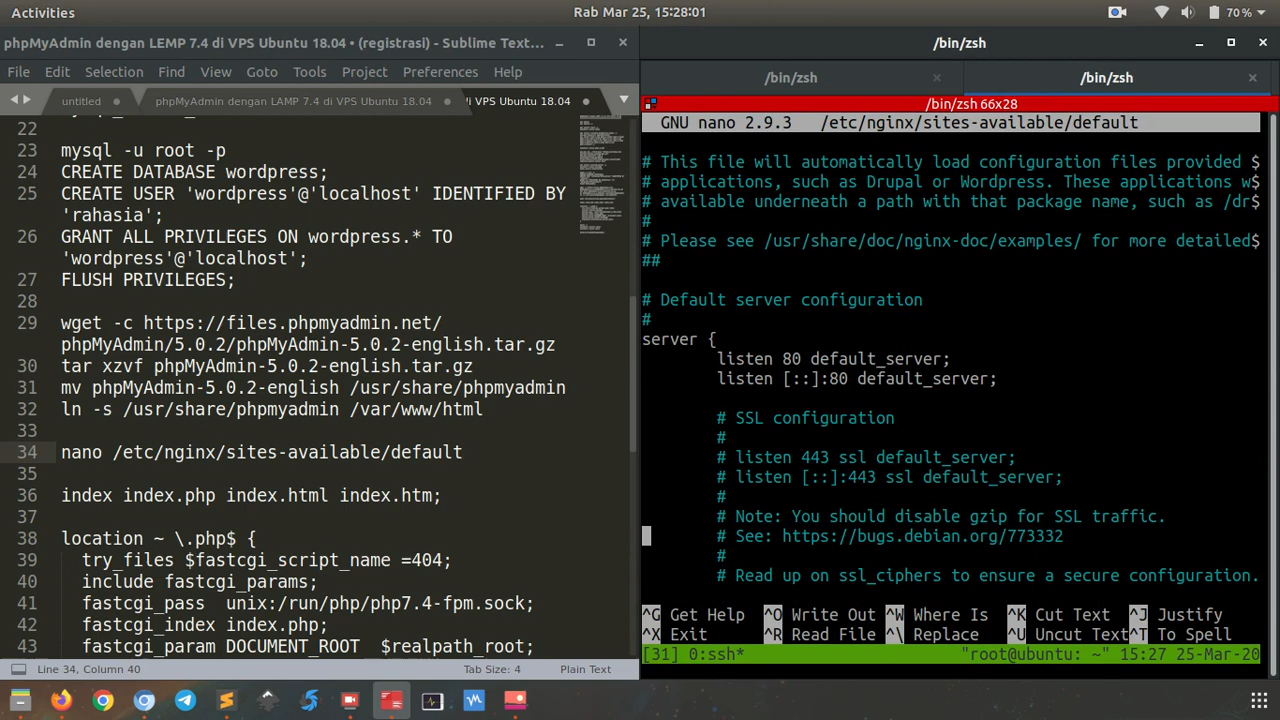 Activities
Rab Mar 25, 15:28:01
70 %
phpMyAdmin dengan LEMP 7.4 di VPS Ubuntu 18.04 • (registrasi) - Sublime Text...
File Edit Selection Find View Goto Tools Project Preferences Help
untitled
phpMyAdmin dengan LAMP 7.4 di VPS Ubuntu 18.04
di VPS Ubuntu 18.04
22
23 mysql -u root -p
24 CREATE DATABASE wordpress;
25 CREATE USER 'wordpress'@'localhost' IDENTIFIED BY
'rahasia';
26 GRANT ALL PRIVILEGES ON wordpress.* TO
'wordpress'@'localhost';
27 FLUSH PRIVILEGES;
28
29 wget -c https://files.phpmyadmin.net/
phpMyAdmin/5.0.2/phpMyAdmin-5.0.2-english.tar.gz
30 tar xzvf phpMyAdmin-5.0.2-english.tar.gz
31 mv phpMyAdmin-5.0.2-english /usr/share/phpmyadmin
32 ln -s /usr/share/phpmyadmin /var/www/html
33
34 nano /etc/nginx/sites-available/default
35
36 index index.php index.html index.htm;
37
38 location ~ \.php$ {
39 try_files $fastcgi_script_name =404;
40 include fastcgi_params;
41 fastcgi_pass unix:/run/php/php7.4-fpm.sock;
42 fastcgi_index index.php;
43 fastcgi_param DOCUMENT_ROOT $realpath_root;
Line 34, Column 40
Tab Size: 4
Plain Text
/bin/zsh
/bin/zsh
/bin/zsh
/bin/zsh 66x28
GNU nano 2.9.3 /etc/nginx/sites-available/default
# This file will automatically load configuration files provided $
# applications, such as Drupal or Wordpress. These applications w$
# available underneath a path with that package name, such as /dr$
#
# Please see /usr/share/doc/nginx-doc/examples/ for more detailed$
##
# Default server configuration
#
server {
listen 80 default_server;
listen [::]:80 default_server;
# SSL configuration
#
# listen 443 ssl default_server;
# listen [::]:443 ssl default_server;
#
# Note: You should disable gzip for SSL traffic.
# See: https://bugs.debian.org/773332
#
# Read up on ssl_ciphers to ensure a secure configuration.
^G Get Help ^O Write Out ^W Where Is ^K Cut Text ^J Justify
^X Exit ^R Read File ^\ Replace ^U Uncut Text ^T To Spell
[31] 0:ssh* "root@ubuntu: ~" 15:27 25-Mar-20